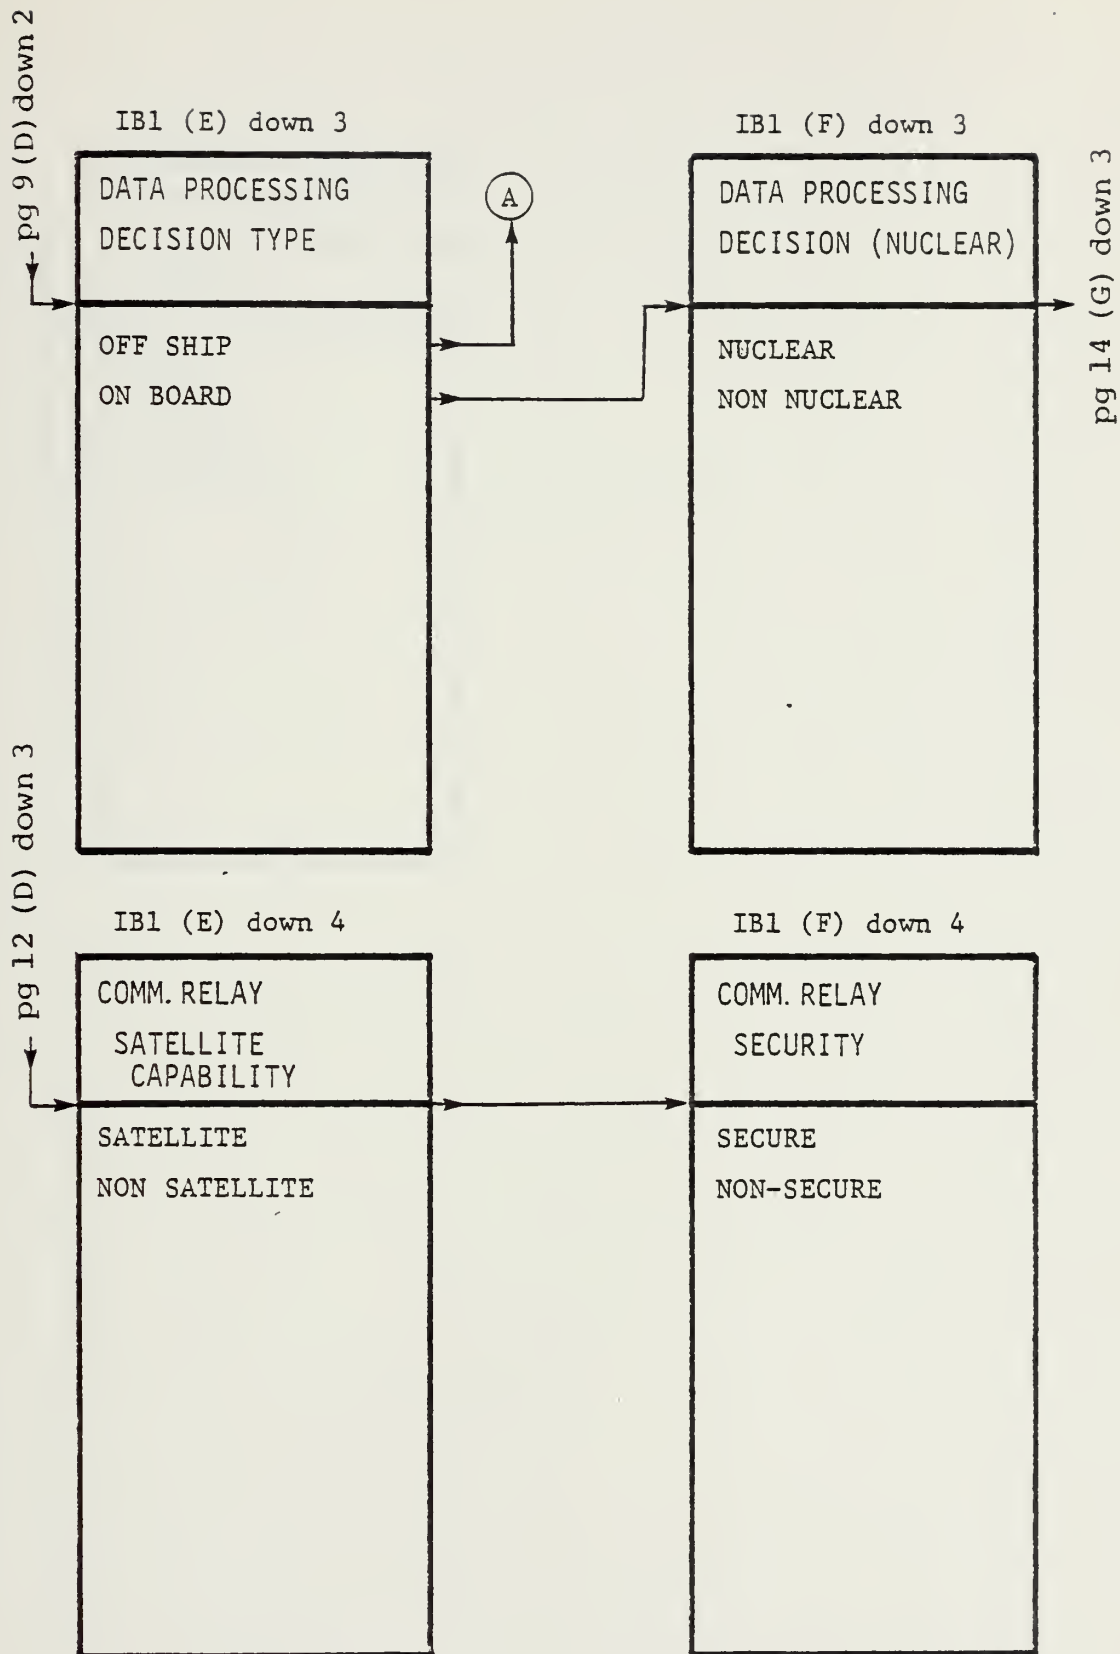 pg 9 (D) down 2
IB1 (E) down 3
DATA PROCESSING
DECISION TYPE
OFF SHIP
ON BOARD
A
IB1 (F) down 3
DATA PROCESSING
DECISION (NUCLEAR)
NUCLEAR
NON NUCLEAR
pg 14 (G) down 3
pg 12 (D) down 3
IB1 (E) down 4
COMM. RELAY
SATELLITE
CAPABILITY
SATELLITE
NON SATELLITE
IB1 (F) down 4
COMM. RELAY
SECURITY
SECURE
NON-SECURE